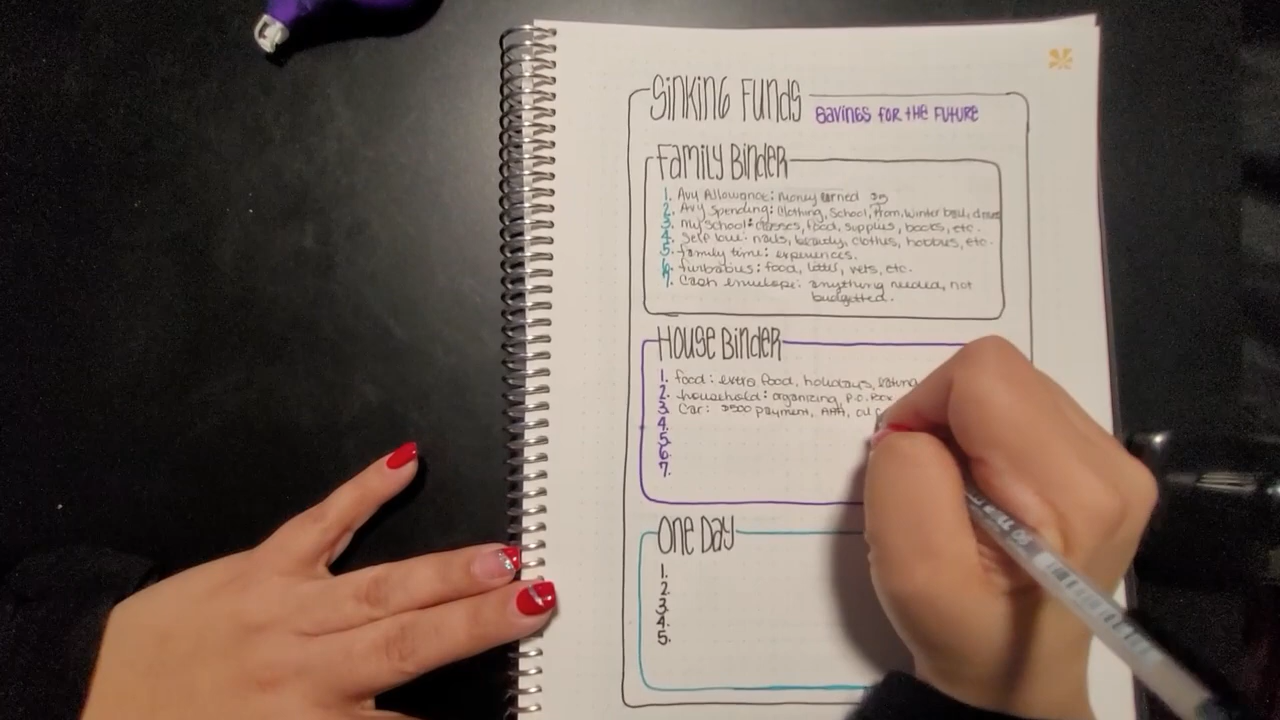 Sinking Funds
Savings for the Future
Family Binder
1. Avy Allowance: money earned
2. Avy Spending: Clothing, School, Prom, Winter ball, dress
3. my school: classes, food, supplies, books, etc.
4. Self love: nails, beauty, clothes, hobbies, etc.
5. family time: experiences.
6. furbabies: food, litter, vets, etc.
7. Cash envelope: anything needed, not
budgetted.
House Binder
1. food: extra food, holidays, eating
2. household: organizing, P.O. Box
3. Car: $500 payment, AAA, oil
4.
5.
6.
7.
One Day
1.
2.
3.
4.
5.